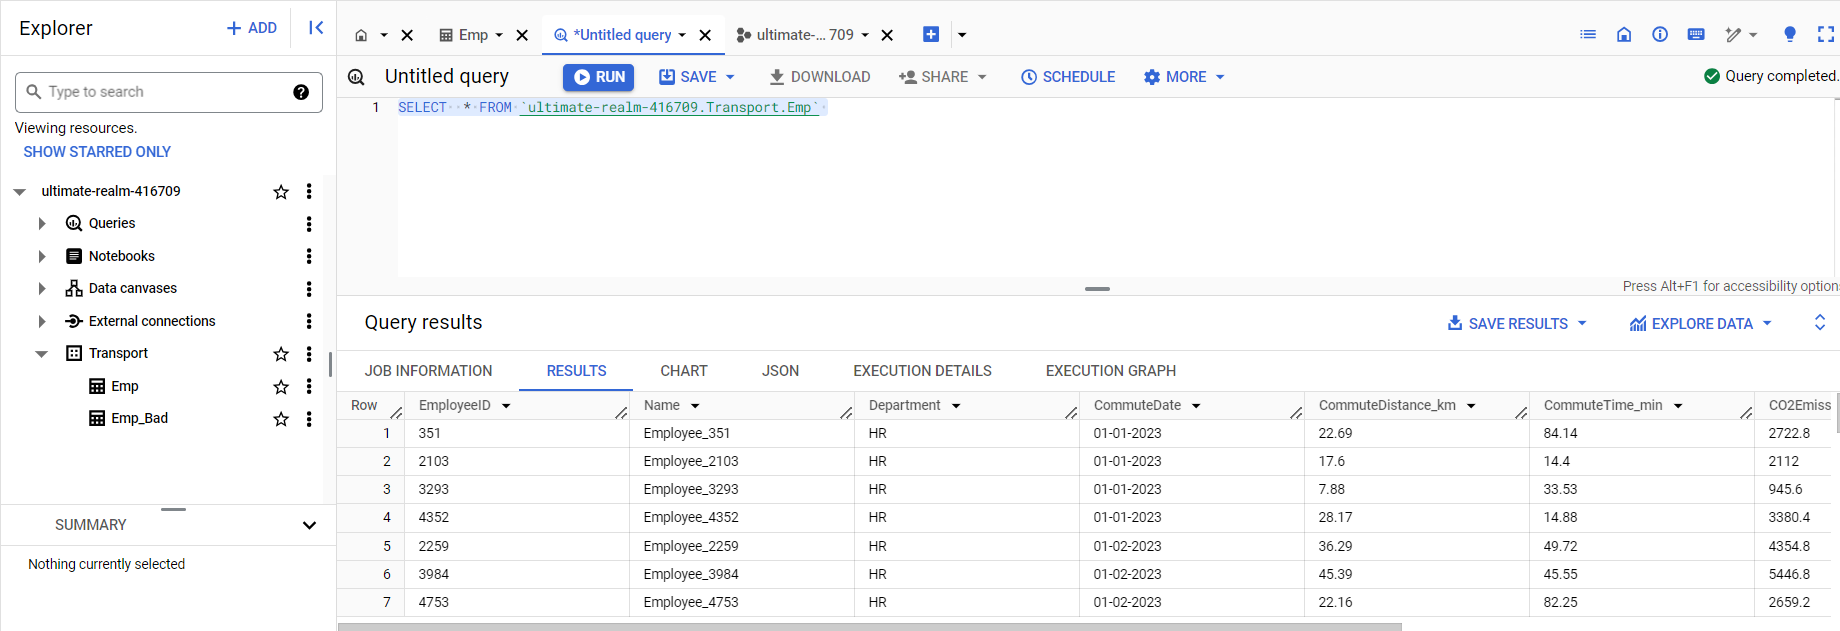 Explorer
+ ADD
Type to search
Viewing resources.
SHOW STARRED ONLY
ultimate-realm-416709
Queries
Notebooks
Data canvases
External connections
Transport
Emp
Emp_Bad
SUMMARY
Nothing currently selected
Emp
*Untitled query
ultimate-... 709
Untitled query
RUN
SAVE
DOWNLOAD
SHARE
SCHEDULE
MORE
Query completed.
1 SELECT * FROM `ultimate-realm-416709.Transport.Emp`
Press Alt+F1 for accessibility option
Query results
SAVE RESULTS
EXPLORE DATA
JOB INFORMATION RESULTS CHART JSON EXECUTION DETAILS EXECUTION GRAPH
Row EmployeeID Name Department CommuteDate CommuteDistance_km CommuteTime_min CO2Emiss
1 351 Employee_351 HR 01-01-2023 22.69 84.14 2722.8
2 2103 Employee_2103 HR 01-01-2023 17.6 14.4 2112
3 3293 Employee_3293 HR 01-01-2023 7.88 33.53 945.6
4 4352 Employee_4352 HR 01-01-2023 28.17 14.88 3380.4
5 2259 Employee_2259 HR 01-02-2023 36.29 49.72 4354.8
6 3984 Employee_3984 HR 01-02-2023 45.39 45.55 5446.8
7 4753 Employee_4753 HR 01-02-2023 22.16 82.25 2659.2